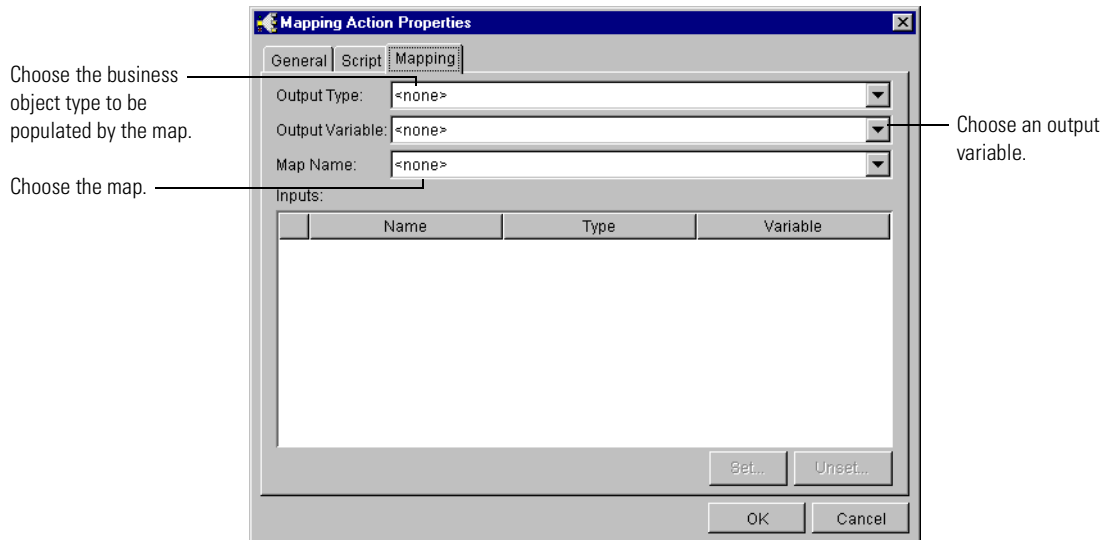 Mapping Action Properties
General Script Mapping
Choose the business
object type to be
populated by the map.
Output Type: <none>
Output Variable: <none>
Choose an output
variable.
Map Name: <none>
Choose the map.
Inputs:
Name Type Variable
Set... Unset...
OK Cancel